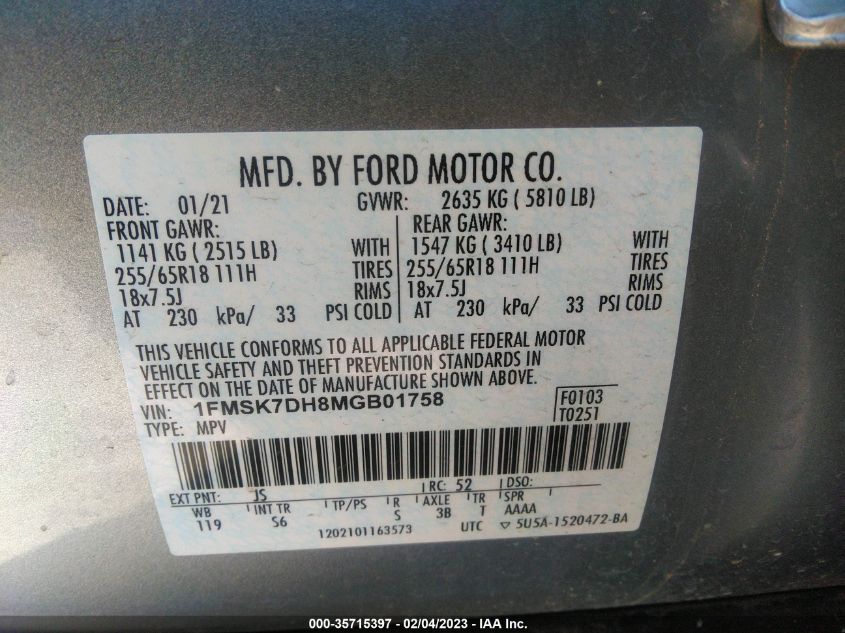 MFD. BY FORD MOTOR CO.
DATE: 01/21 GVWR: 2635 KG ( 5810 LB)
FRONT GAWR: REAR GAWR:
1141 KG ( 2515 LB) WITH 1547 KG ( 3410 LB) WITH
255/65R18 111H TIRES 255/65R18 111H TIRES
18x7.5J RIMS 18x7.5J RIMS
AT 230 kPa/ 33 PSI COLD AT 230 kPa/ 33 PSI COLD
THIS VEHICLE CONFORMS TO ALL APPLICABLE FEDERAL MOTOR
VEHICLE SAFETY AND THEFT PREVENTION STANDARDS IN
EFFECT ON THE DATE OF MANUFACTURE SHOWN ABOVE.
VIN: 1FMSK7DH8MGB01758 F0103
TYPE: MPV T0251
EXT PNT: JS RC: 52 DSO:
WB INT TR TP/PS R AXLE TR SPR
119 S6 S 3B T AAAA
1202101163573 UTC ▽ 5U5A-1520472-BA
000-35715397 - 02/04/2023 - IAA Inc.